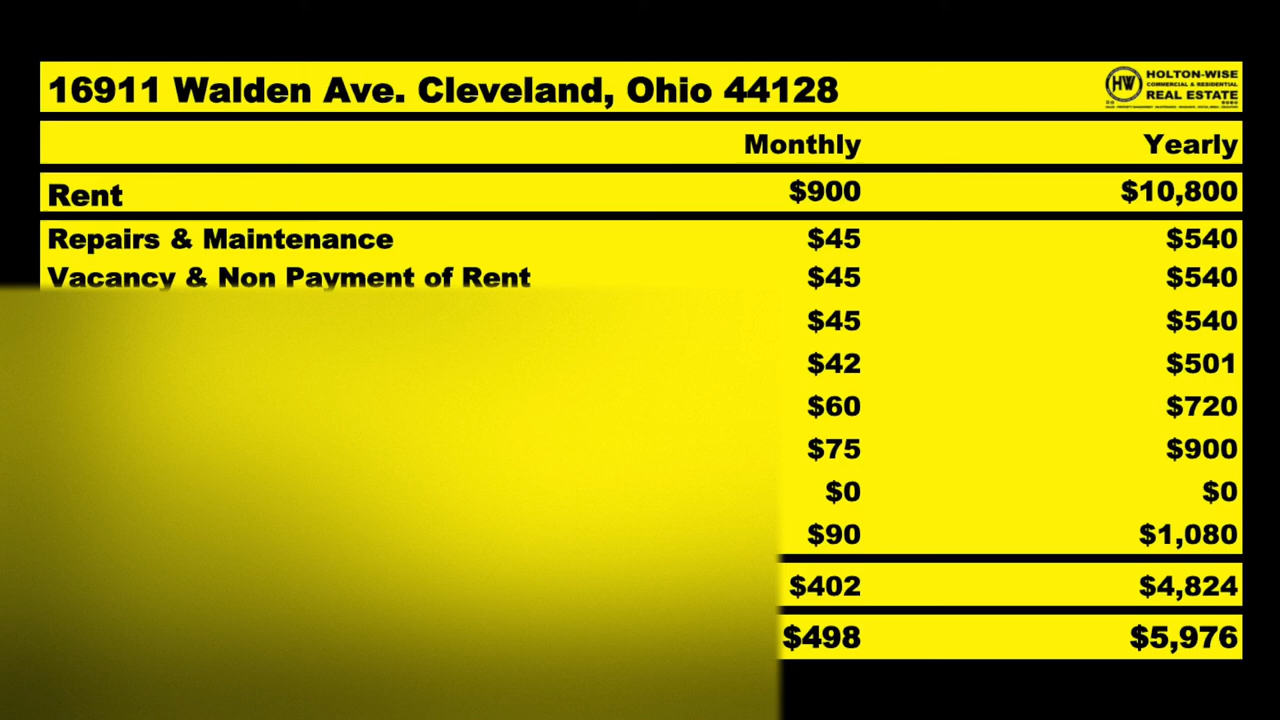 16911 Walden Ave. Cleveland, Ohio 44128
HW
HOLTON-WISE
COMMERCIAL & RESIDENTIAL
REAL ESTATE
Monthly Yearly
Rent $900 $10,800
Repairs & Maintenance $45 $540
Vacancy & Non Payment of Rent $45 $540
$45 $540
$42 $501
$60 $720
$75 $900
$0 $0
$90 $1,080
$402 $4,824
$498 $5,976